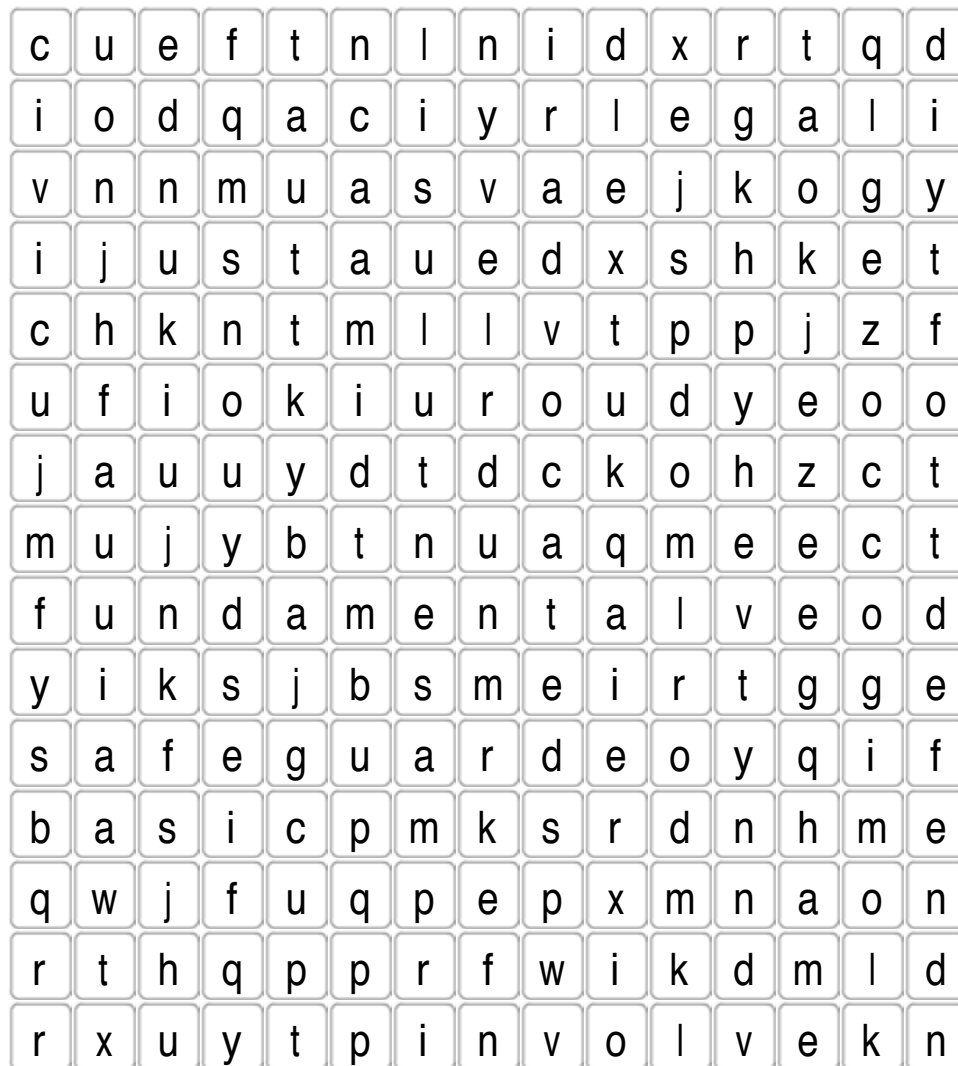 c u e f t n l n i d x r t q d
i o d q a c i y r l e g a l i
v n n m u a s v a e j k o g y
i j u s t a u e d x s h k e t
c h k n t m l l v t p p j z f
u f i o k i u r o u d y e o o
j a u u y d t d c k o h z c t
m u j y b t n u a q m e e c t
f u n d a m e n t a l v e o d
y i k s j b s m e i r t g g e
s a f e g u a r d e o y q i f
b a s i c p m k s r d n h m e
q w j f u q p e p x m n a o n
r t h q p p r f w i k d m l d
r x u y t p i n v o l v e k n